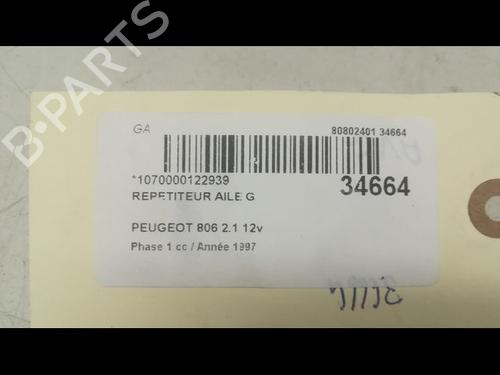 B-PARTS
GA
80802401 34664
*1070000122939
34664
REPETITEUR AILE G
PEUGEOT 806 2.1 12v
Phase 1 cc / Année 1997